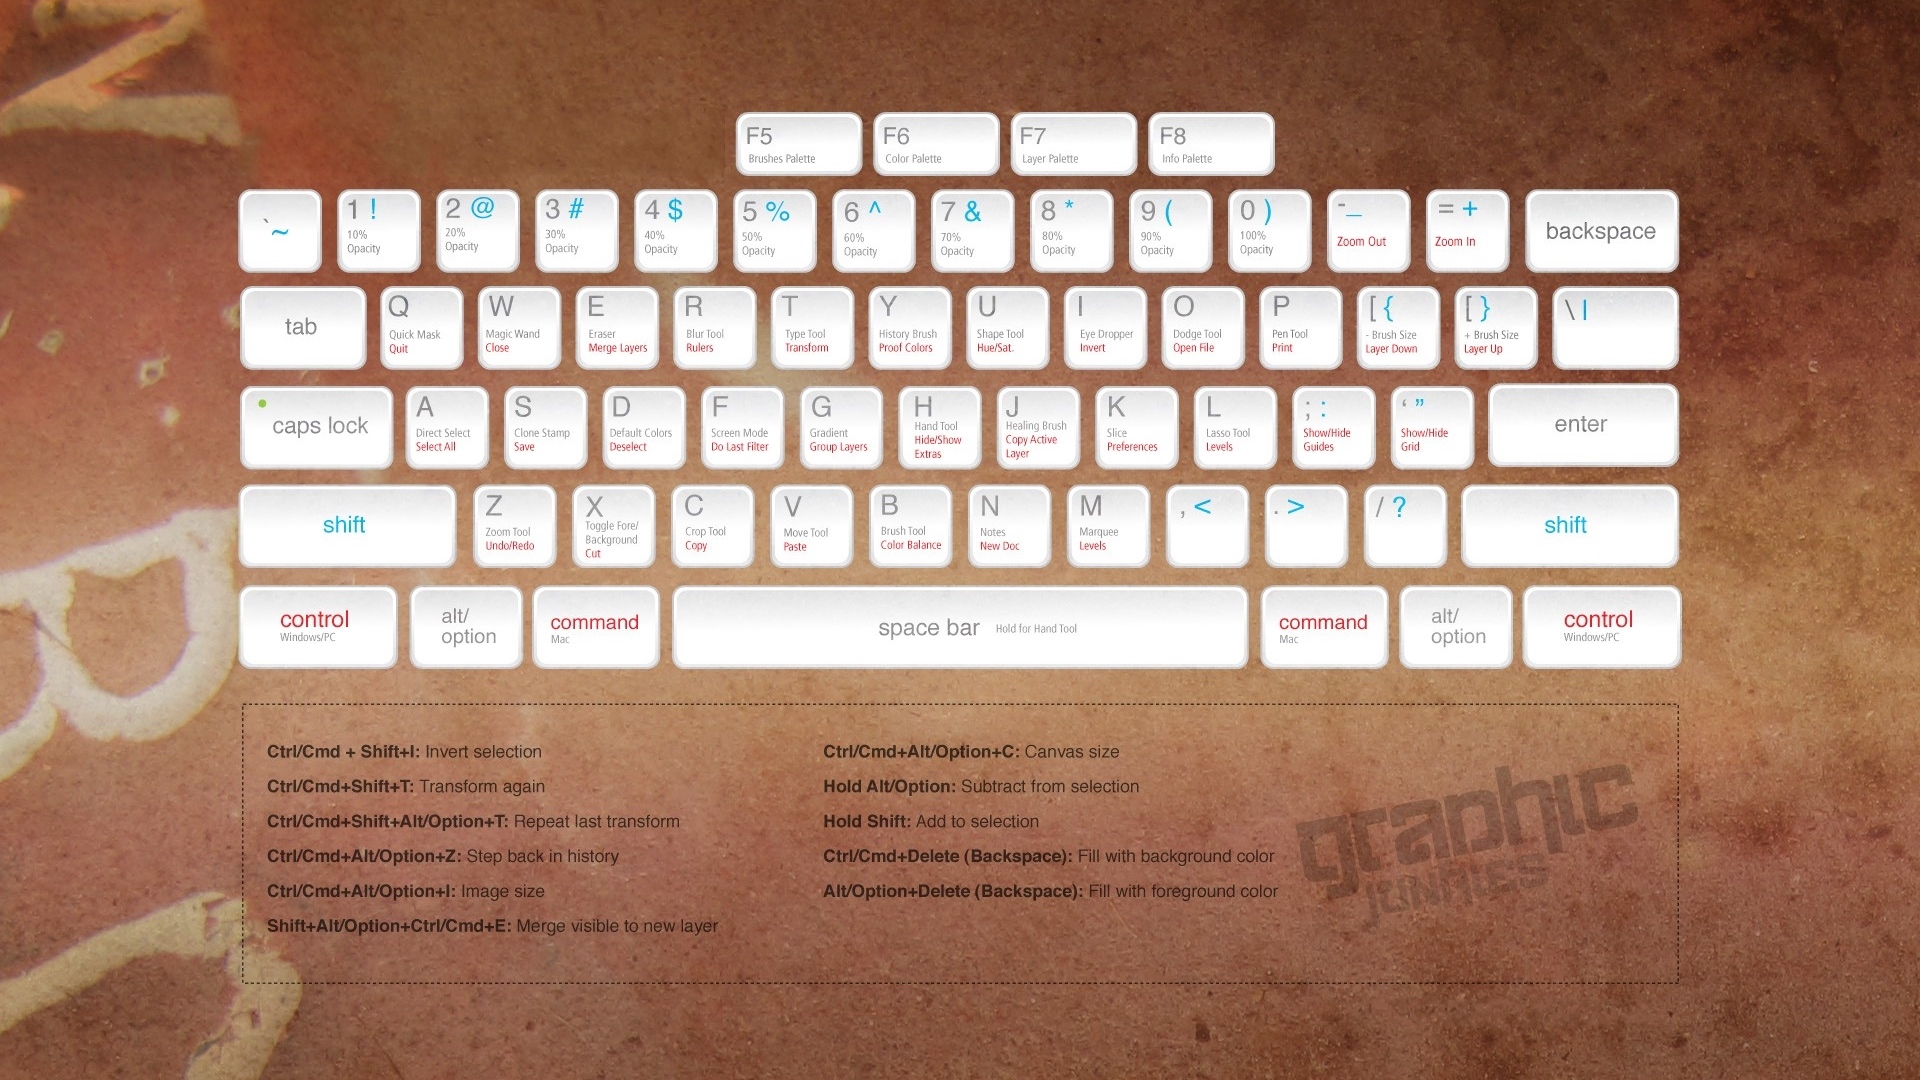 F5 F6 F7 F8
Brushes Palette Color Palette Layer Palette Info Palette
` ~ 1 ! 2 @ 3 # 4 $ 5 % 6 ^ 7 & 8 * 9 ( 0 ) - _ = + backspace
10% Opacity 20% Opacity 30% Opacity 40% Opacity 50% Opacity 60% Opacity 70% Opacity 80% Opacity 90% Opacity 100% Opacity Zoom Out Zoom In
tab Q W E R T Y U I O P [ { [ } \ |
Quick Mask Magic Wand Eraser Blur Tool Type Tool History Brush Shape Tool Eye Dropper Dodge Tool Pen Tool - Brush Size + Brush Size
Quit Close Merge Layers Rulers Transform Proof Colors Hue/Sat. Invert Open File Print Layer Down Layer Up
caps lock A S D F G H J K L ; : ‘ ” enter
Direct Select Clone Stamp Default Colors Screen Mode Gradient Hand Tool Healing Brush Slice Lasso Tool
Select All Save Deselect Do Last Filter Group Layers Hide/Show Extras Copy Active Layer Preferences Levels Show/Hide Guides Show/Hide Grid
shift Z X C V B N M , < . > / ? shift
Zoom Tool Toggle Fore/Background Crop Tool Move Tool Brush Tool Notes Marquee
Undo/Redo Cut Copy Paste Color Balance New Doc Levels
control alt/option command space bar Hold for Hand Tool command alt/option control
Windows/PC Mac Mac Windows/PC
Ctrl/Cmd + Shift+I: Invert selection
Ctrl/Cmd+Shift+T: Transform again
Ctrl/Cmd+Shift+Alt/Option+T: Repeat last transform
Ctrl/Cmd+Alt/Option+Z: Step back in history
Ctrl/Cmd+Alt/Option+I: Image size
Shift+Alt/Option+Ctrl/Cmd+E: Merge visible to new layer
Ctrl/Cmd+Alt/Option+C: Canvas size
Hold Alt/Option: Subtract from selection
Hold Shift: Add to selection
Ctrl/Cmd+Delete (Backspace): Fill with background color
Alt/Option+Delete (Backspace): Fill with foreground color
graphic
JUNKIES